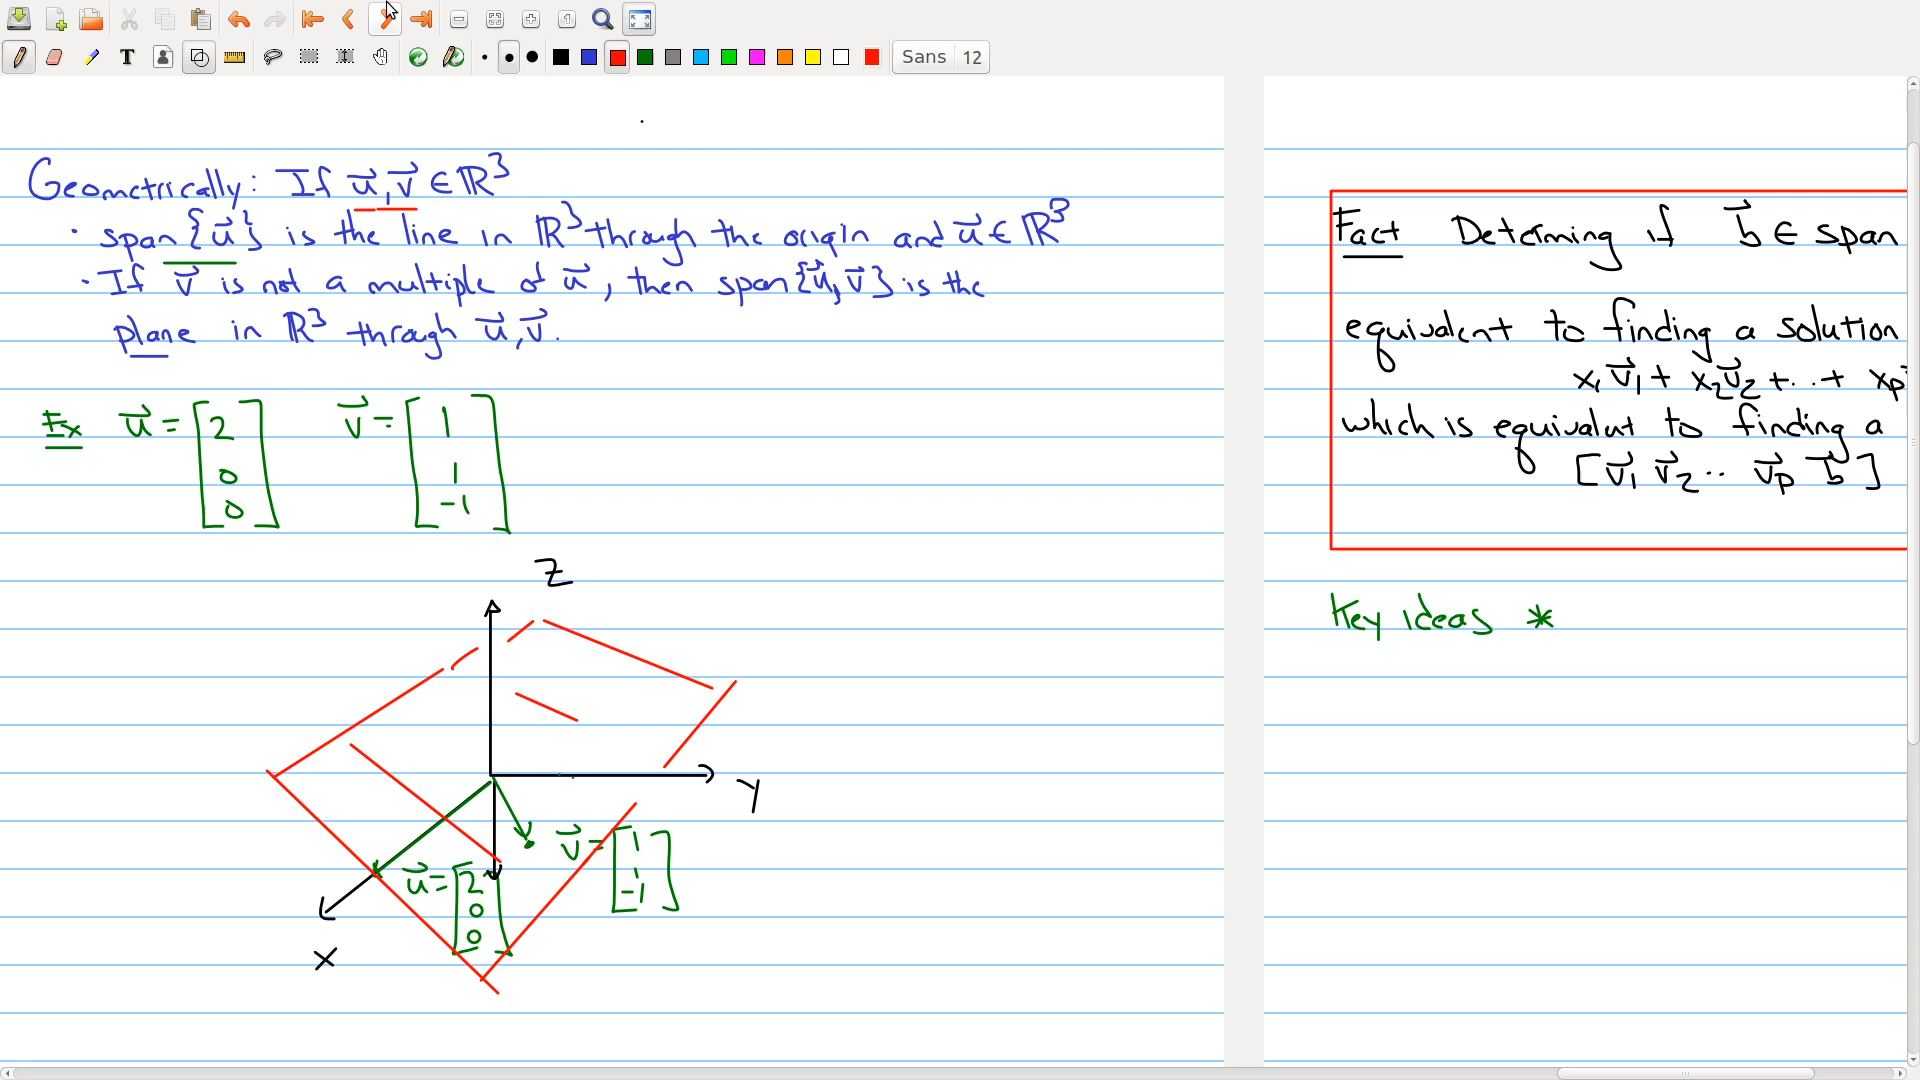 Sans 12
Geometrically: If u⃗,v⃗ ∈ ℝ³
· span{u⃗} is the line in ℝ³ through the origin and u⃗ ∈ ℝ³
· If v⃗ is not a multiple of u⃗, then span{u⃗,v⃗} is the
plane in ℝ³ through u⃗,v⃗.
Ex u⃗ = [2 0 0] v⃗ = [1 1 -1]
Z
Y
v⃗ = [1 1 -1]
u⃗ = [2 0 0]
X
Fact Determing if b⃗ ∈ span
equivalent to finding a solution
x₁v⃗₁ + x₂v⃗₂ + ... + xₚ
which is equivalut to finding a
[v⃗₁ v⃗₂ .. v⃗ₚ b⃗]
Key ideas *